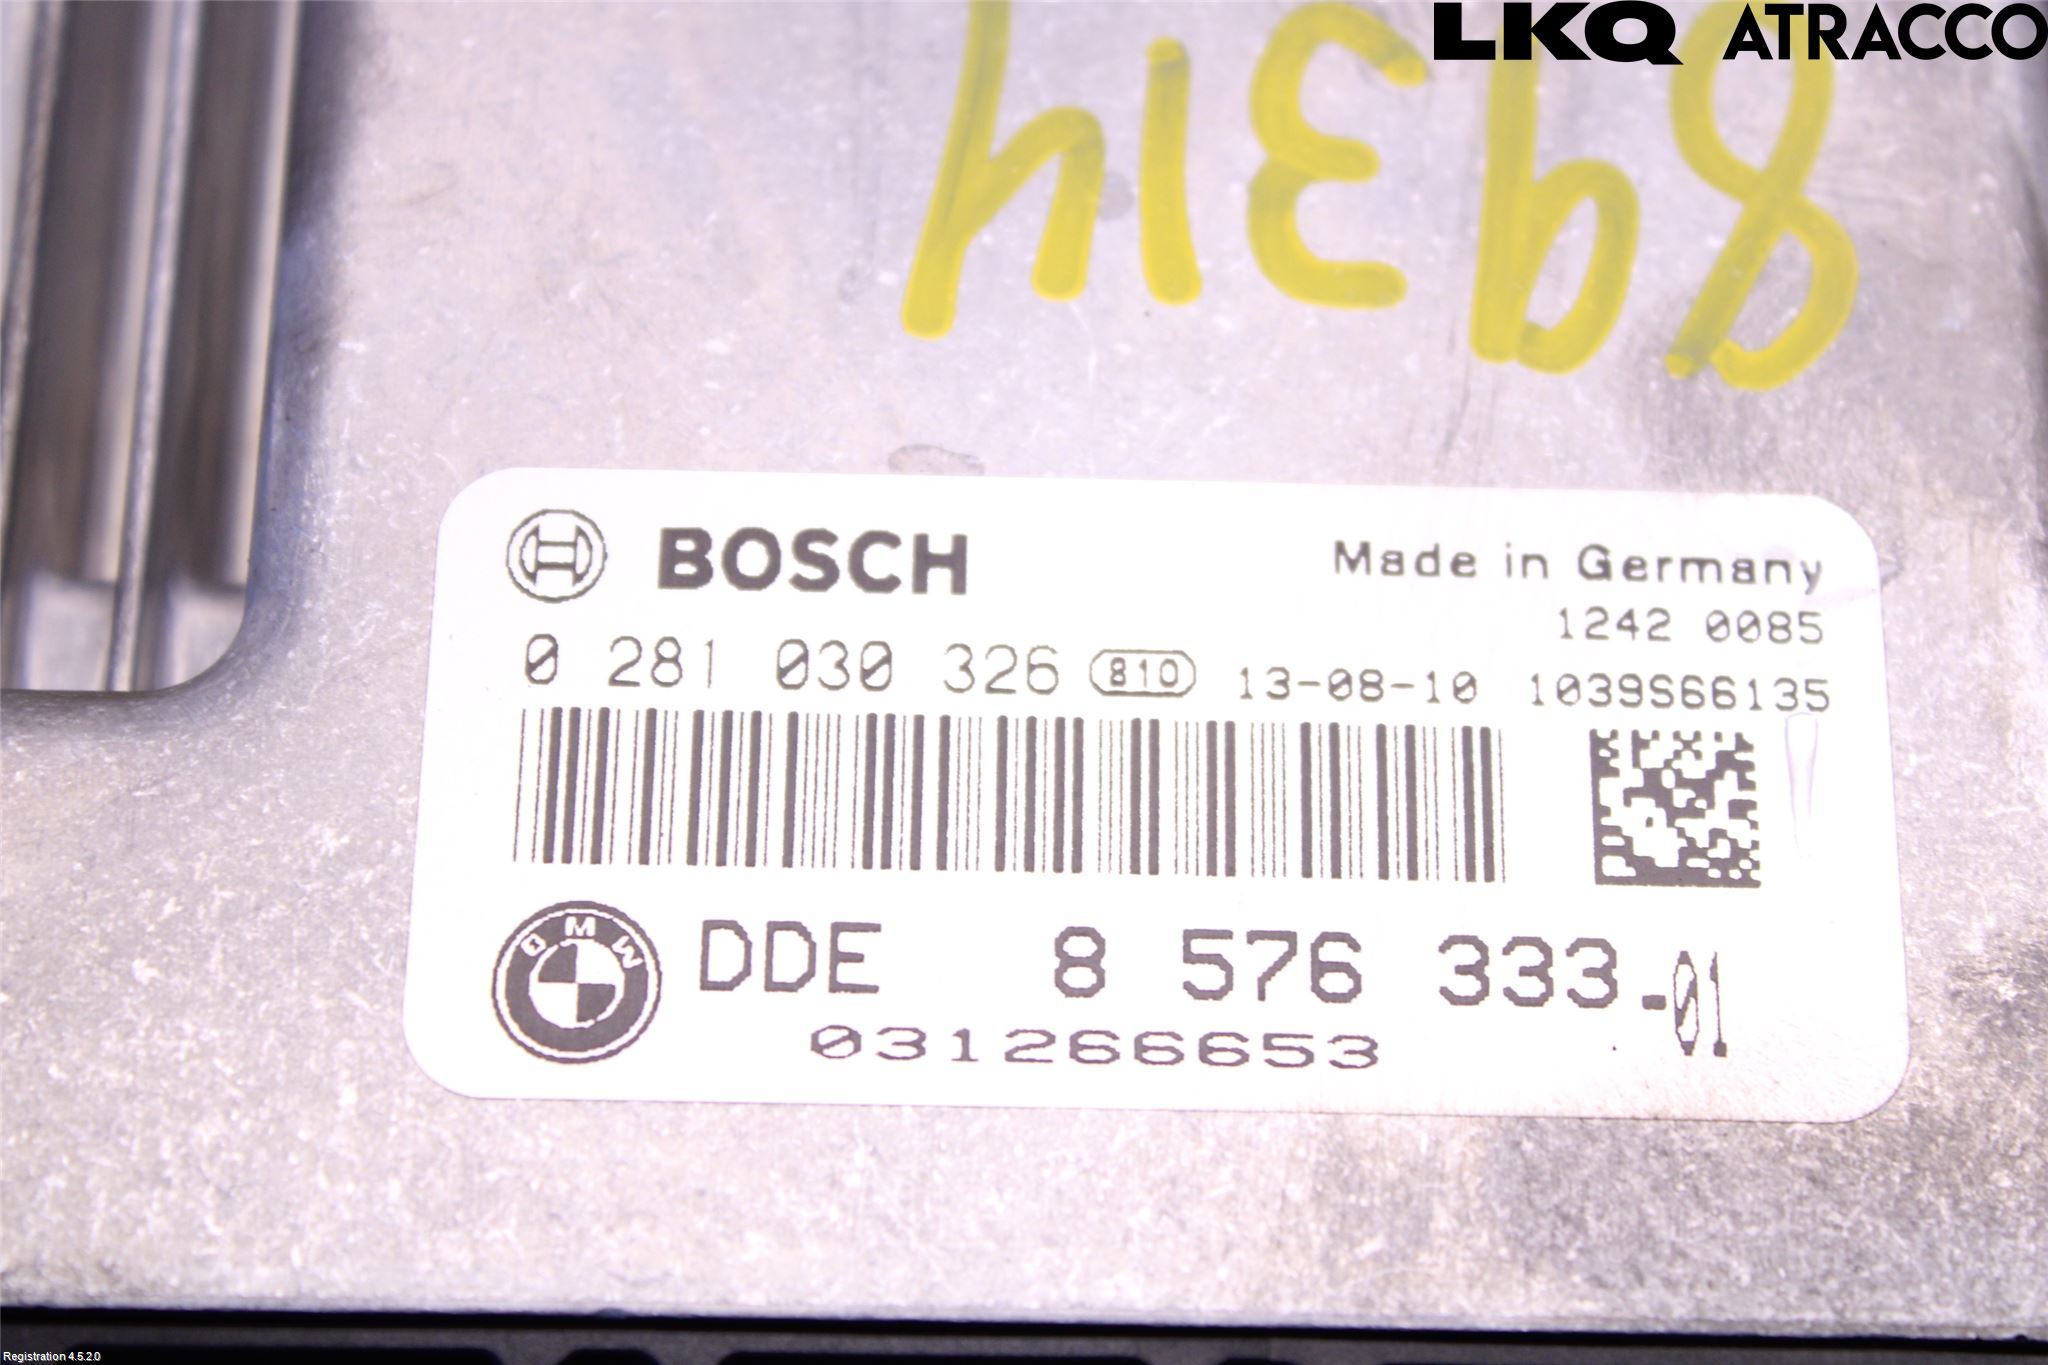 LKQ ATRACCO
BOSCH
Made in Germany
1242 0085
0 281 030 326 810 13-08-10 1039S66135
BMW
DDE 8 576 333-01
031266653
Registration 4.5.2.0